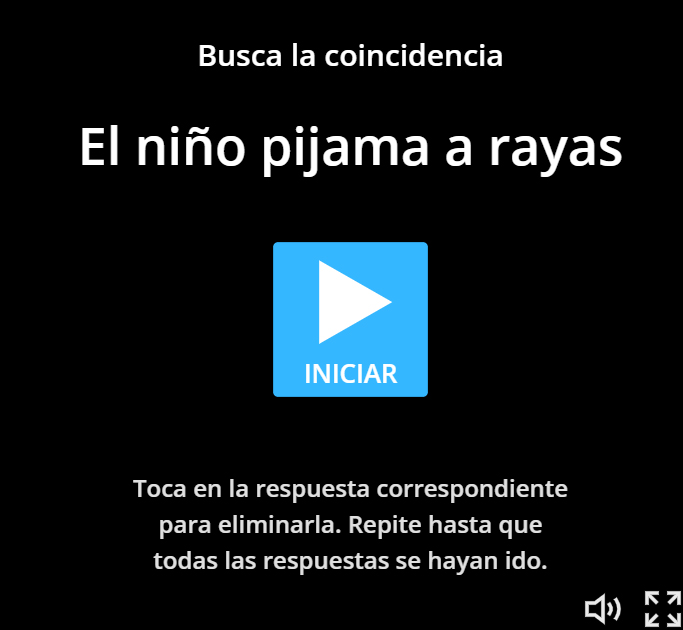 Busca la coincidencia
El niño pijama a rayas
INICIAR
Toca en la respuesta correspondiente
para eliminarla. Repite hasta que
todas las respuestas se hayan ido.